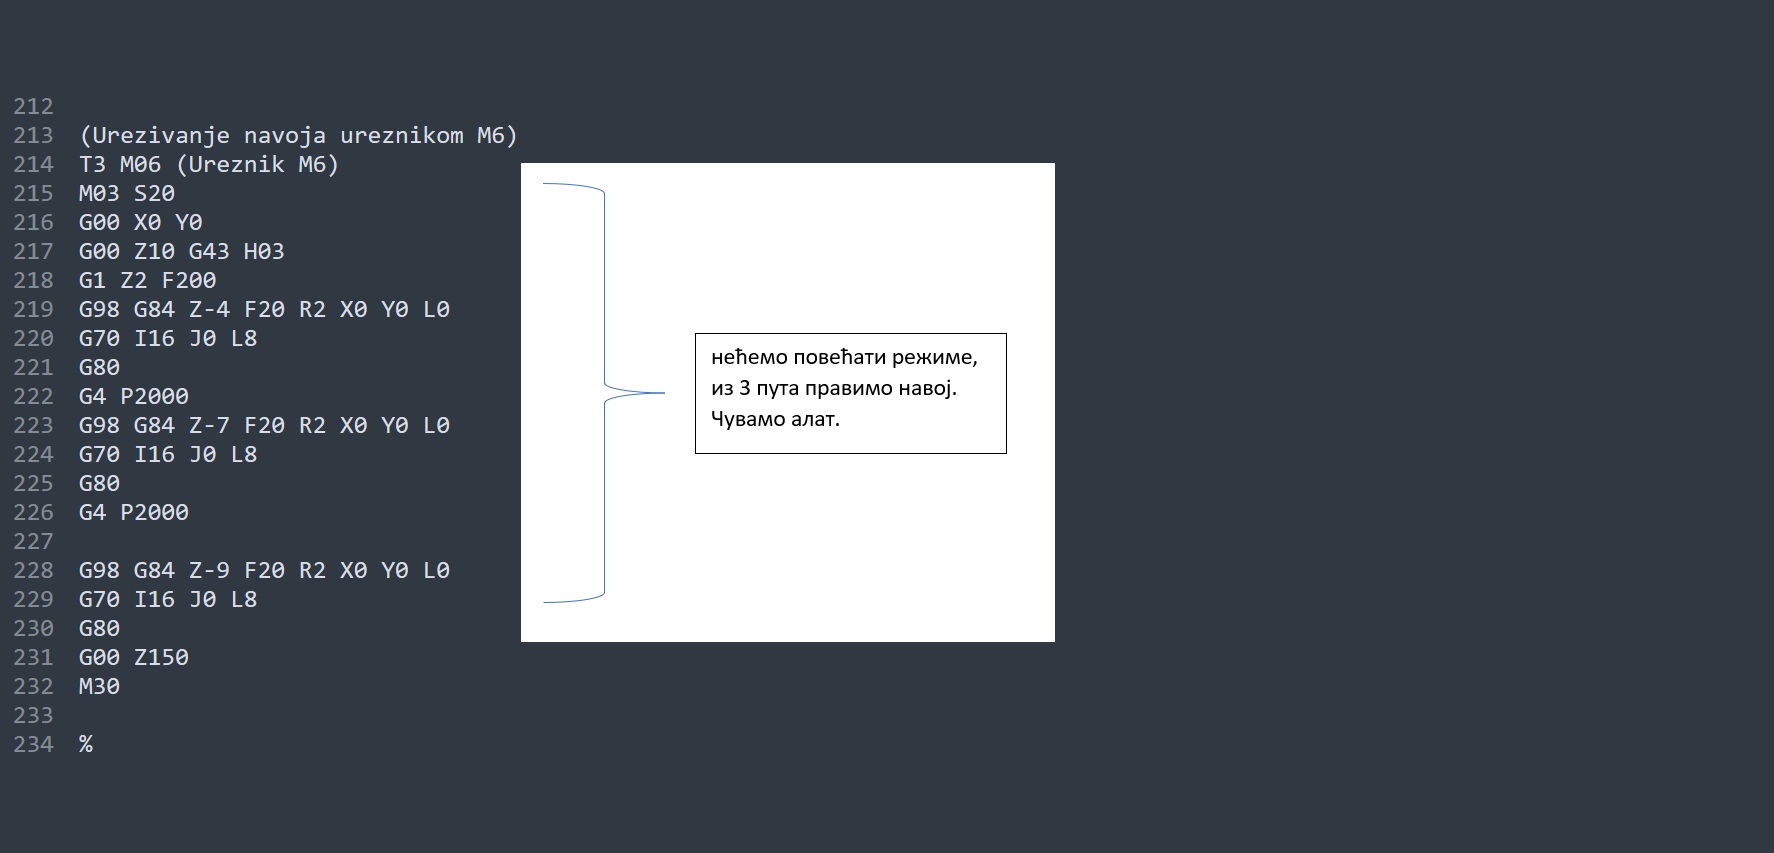 212
213 (Urezivanje navoja ureznikom M6)
214 T3 M06 (Ureznik M6)
215 M03 S20
216 G00 X0 Y0
217 G00 Z10 G43 H03
218 G1 Z2 F200
219 G98 G84 Z-4 F20 R2 X0 Y0 L0
220 G70 I16 J0 L8
221 G80
222 G4 P2000
223 G98 G84 Z-7 F20 R2 X0 Y0 L0
224 G70 I16 J0 L8
225 G80
226 G4 P2000
227
228 G98 G84 Z-9 F20 R2 X0 Y0 L0
229 G70 I16 J0 L8
230 G80
231 G00 Z150
232 M30
233
234 %
нећемо повећати режиме,
из 3 пута правимо навој.
Чувамо алат.